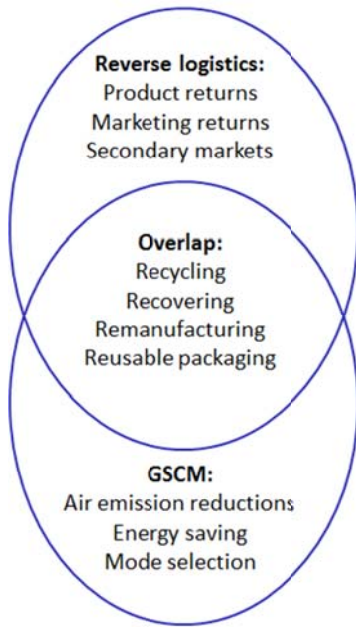 Reverse logistics:
Product returns
Marketing returns
Secondary markets
Overlap:
Recycling
Recovering
Remanufacturing
Reusable packaging
GSCM:
Air emission reductions
Energy saving
Mode selection